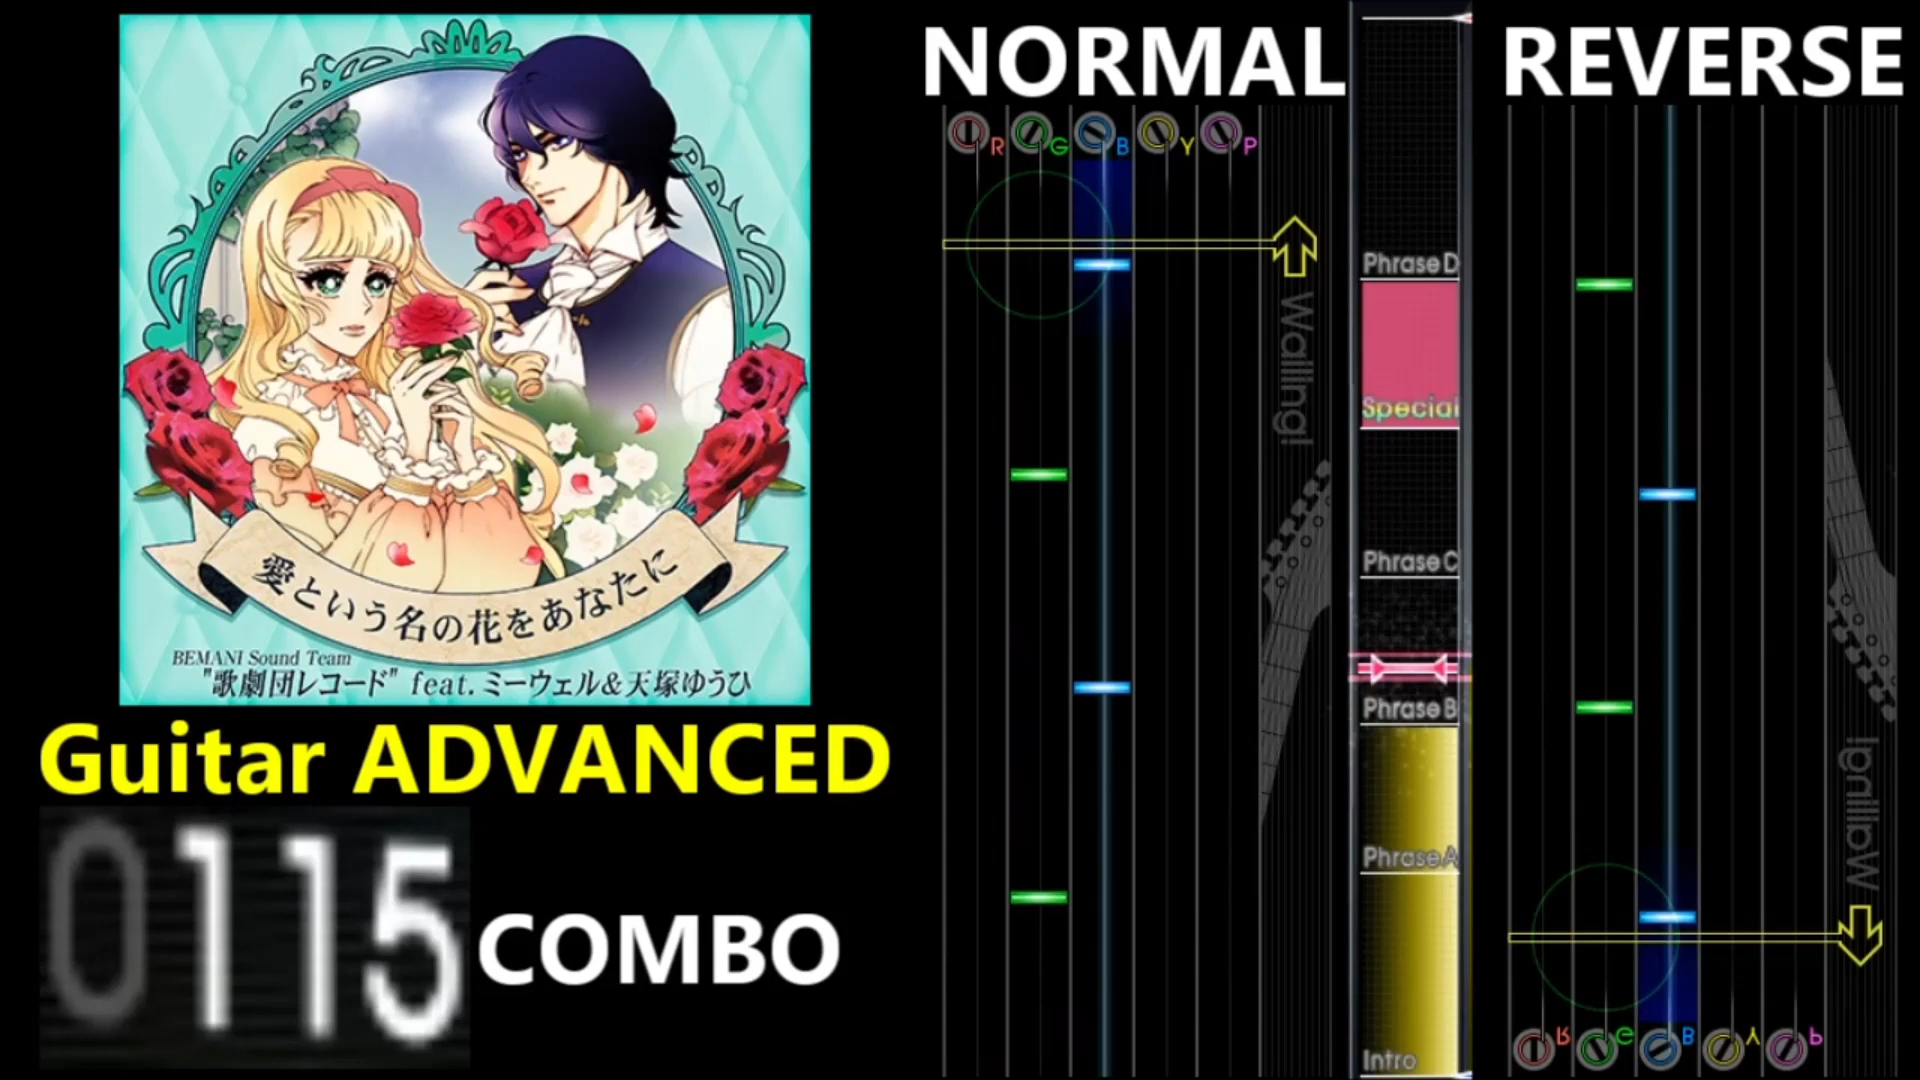 愛という名の花をあなたに
BEMANI Sound Team
"歌劇団レコード" feat. ミーウェル&天塚ゆうひ
Guitar ADVANCED
0115 COMBO
NORMAL
R G B Y P
Wailing!
Phrase D
Special
Phrase C
Phrase B
Phrase A
Intro
REVERSE
Wailing!
R G B Y P